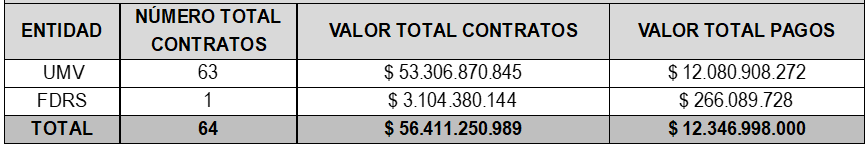 ENTIDAD NÚMERO TOTAL CONTRATOS VALOR TOTAL CONTRATOS VALOR TOTAL PAGOS
UMV 63 $ 53.306.870.845 $ 12.080.908.272
FDRS 1 $ 3.104.380.144 $ 266.089.728
TOTAL 64 $ 56.411.250.989 $ 12.346.998.000